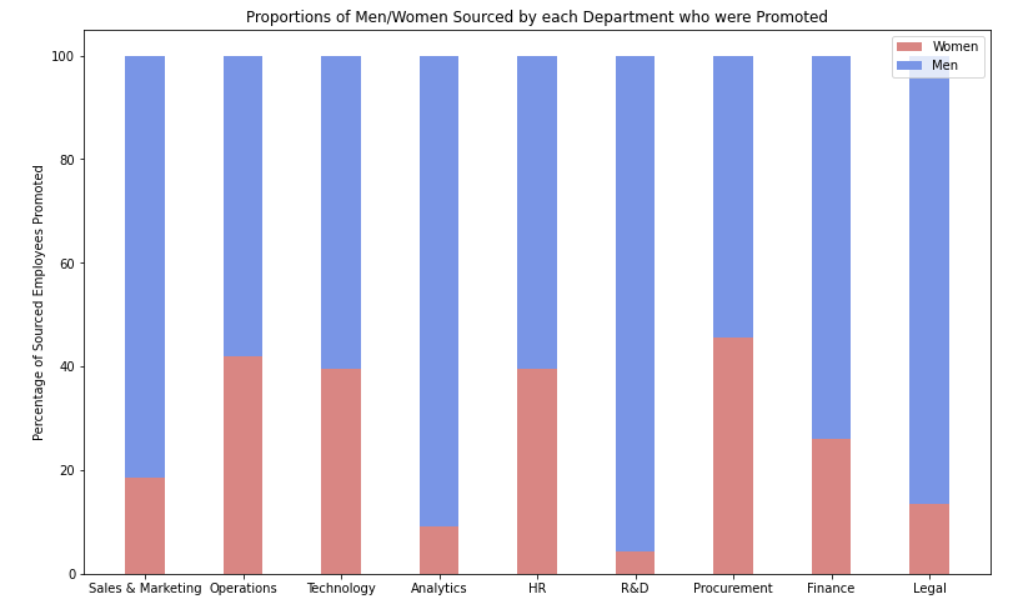 Proportions of Men/Women Sourced by each Department who were Promoted
Women
Men
Percentage of Sourced Employees Promoted
100
80
60
40
20
0
Sales & Marketing Operations Technology Analytics HR R&D Procurement Finance Legal